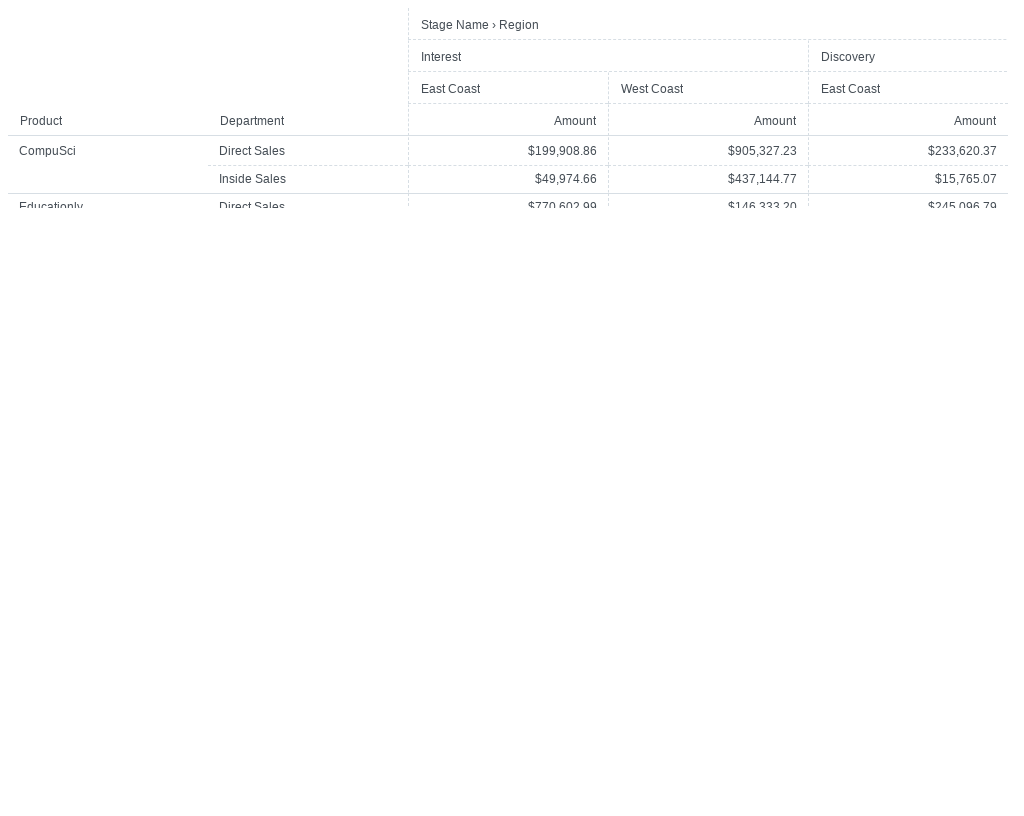 Stage Name › Region
Interest Discovery
East Coast West Coast East Coast
Product Department Amount Amount Amount
CompuSci Direct Sales $199,908.86 $905,327.23 $233,620.37
Inside Sales $49,974.66 $437,144.77 $15,765.07
Educationly Direct Sales $770,602.99 $146,333.20 $245,096.79